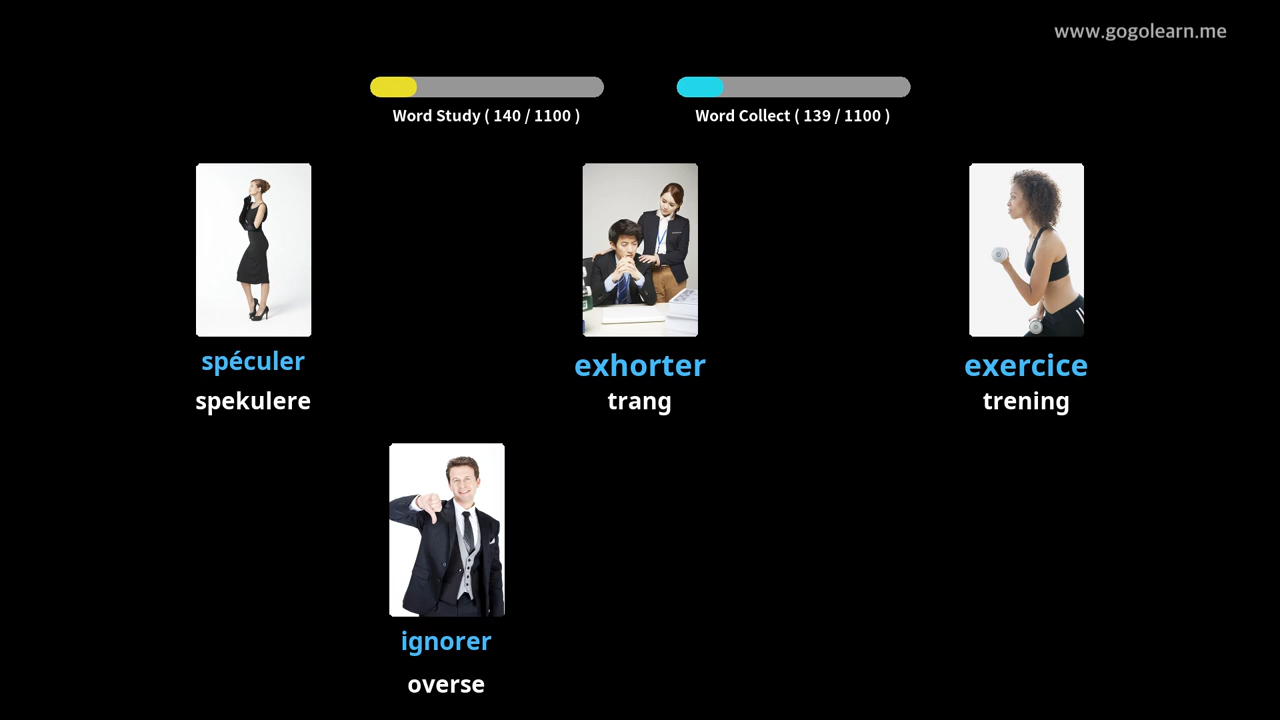 www.gogolearn.me
Word Study ( 140 / 1100 )
Word Collect ( 139 / 1100 )
spéculer
exhorter
exercice
spekulere
trang
trening
ignorer
overse